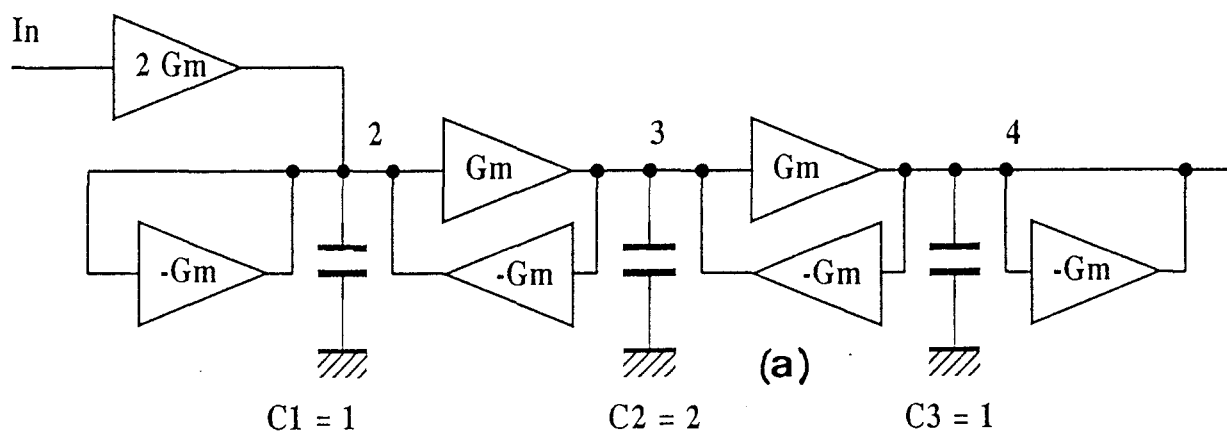 In
2 Gm
2
3
4
Gm
Gm
-Gm
-Gm
-Gm
-Gm
(a)
C1 = 1
C2 = 2
C3 = 1